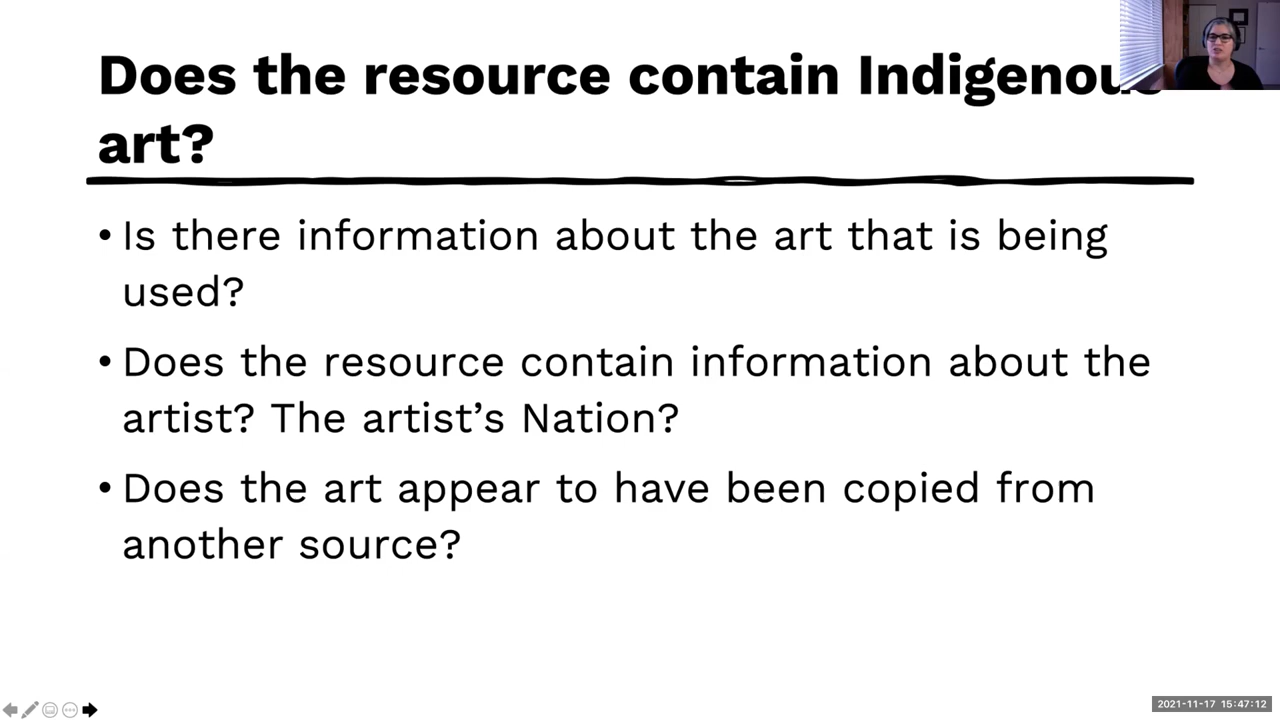 Does the resource contain Indigenous
art?
• Is there information about the art that is being
used?
• Does the resource contain information about the
artist? The artist's Nation?
• Does the art appear to have been copied from
another source?
2021-11-17 15:47:12